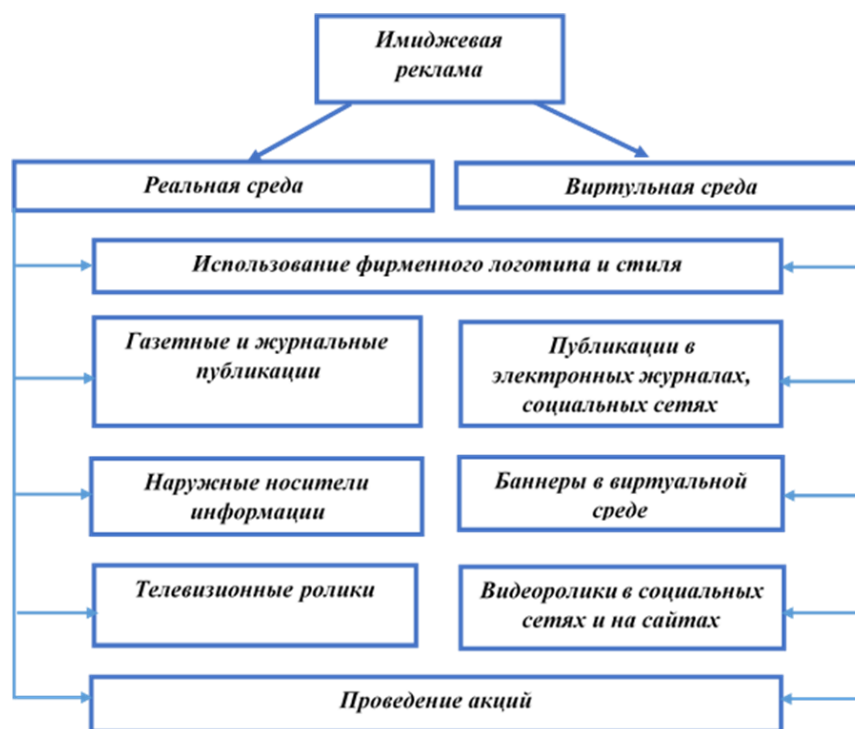 Имиджевая
реклама
Реальная среда
Виртульная среда
Использование фирменного логотипа и стиля
Газетные и журнальные
публикации
Публикации в
электронных журналах,
социальных сетях
Наружные носители
информации
Баннеры в виртуальной
среде
Телевизионные ролики
Видеоролики в социальных
сетях и на сайтах
Проведение акций